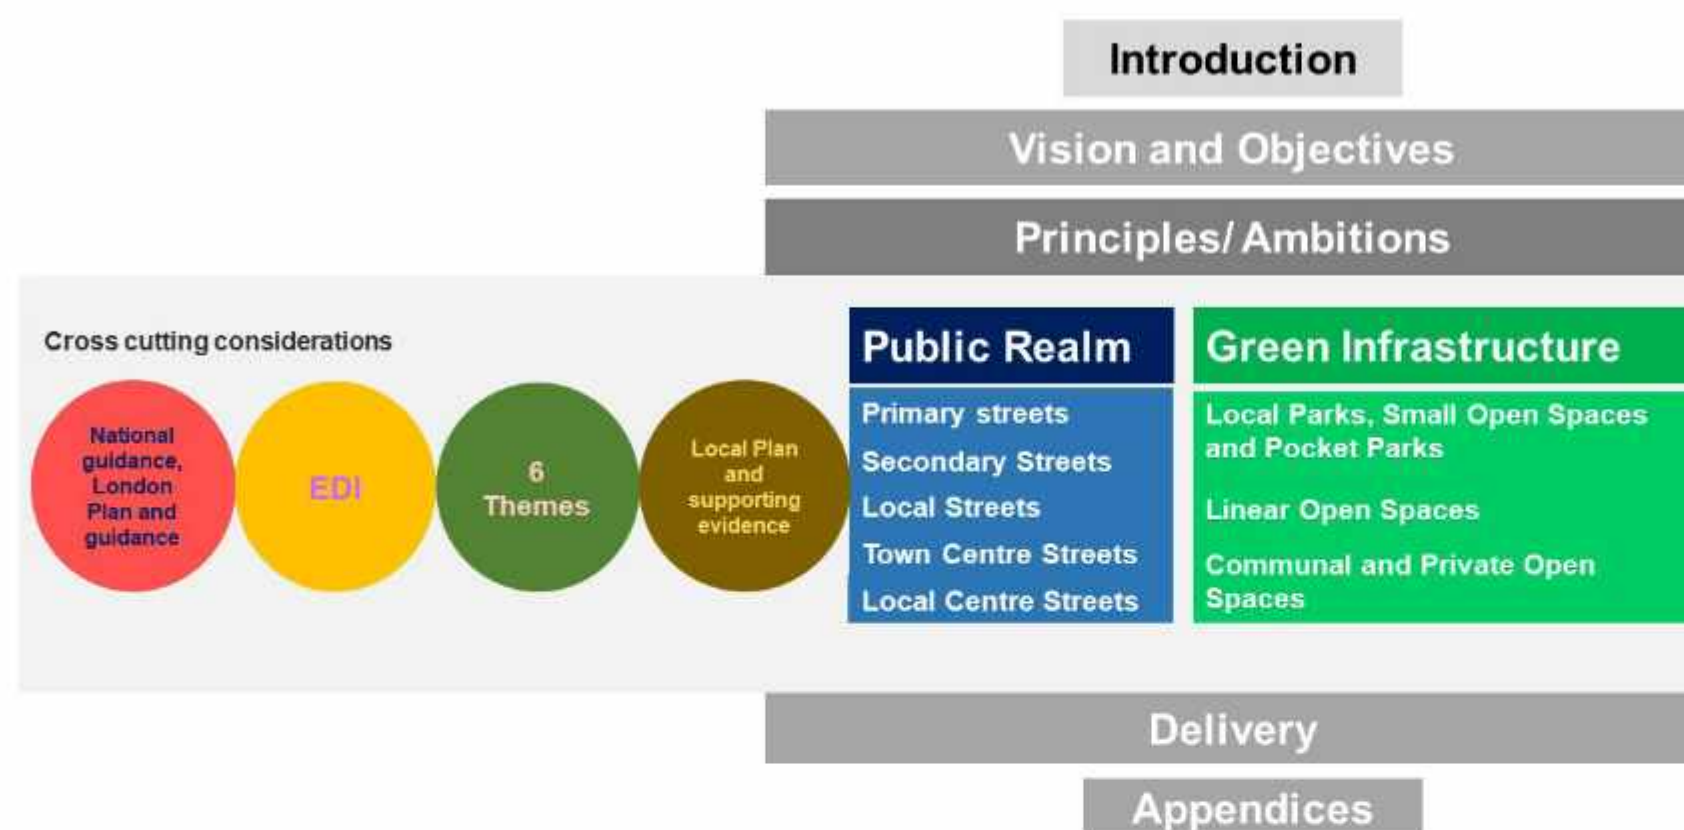 Introduction
Vision and Objectives
Principles/ Ambitions
Cross cutting considerations
National
guidance,
London
Plan and
guidance
EDI
6
Themes
Local Plan
and
supporting
evidence
Public Realm
Primary streets
Secondary Streets
Local Streets
Town Centre Streets
Local Centre Streets
Green Infrastructure
Local Parks, Small Open Spaces
and Pocket Parks
Linear Open Spaces
Communal and Private Open
Spaces
Delivery
Appendices